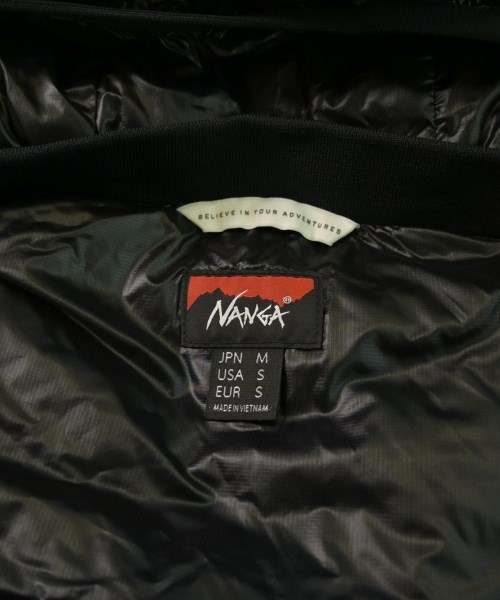 BELIEVE IN YOUR ADVENTURES
NANGA®
JPN M
USA S
EUR S
MADE IN VIETNAM